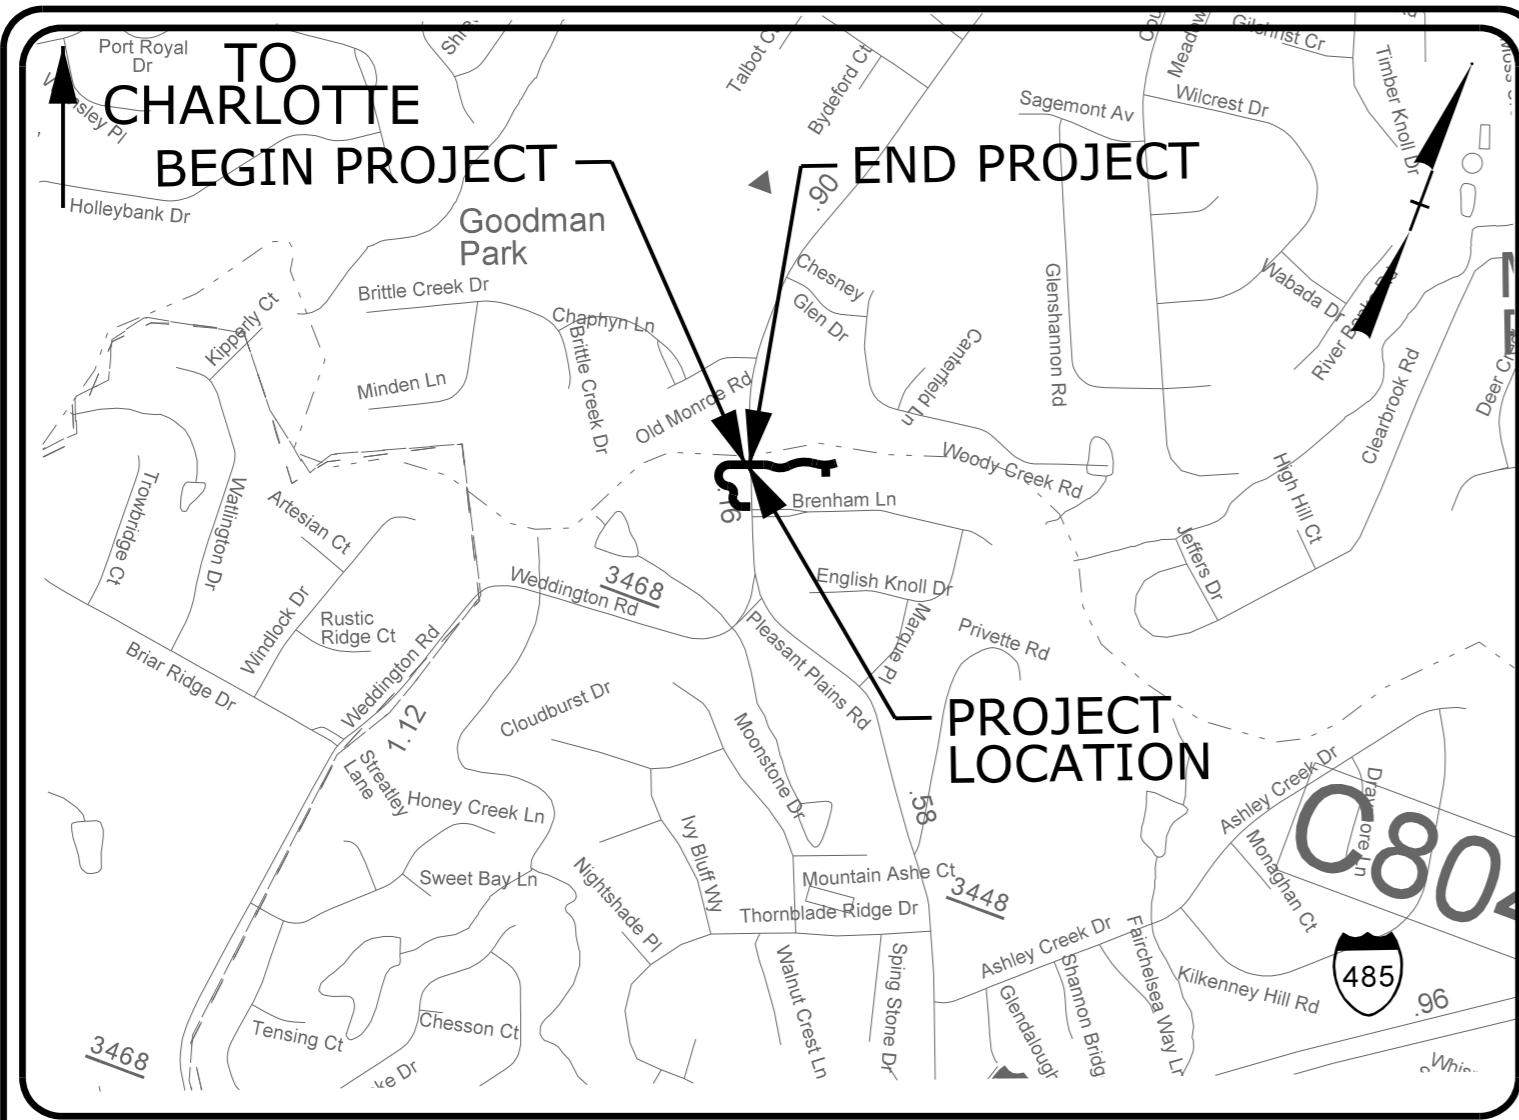 Port Royal
Dr
TO
CHARLOTTE
BEGIN PROJECT
END PROJECT
Talbot
Bydeford Ct
Gilchrist Cr
Timber Knoll Dr
Sagemont Av
Wilcrest Dr
Holleybank Dr
Goodman
Park
.90
Brittle Creek Dr
Kipperly Ct
Chaphyn Ln
Brittle Creek Dr
Minden Ln
Old Monroe Rd
Chesney
Glen Dr
Canterfield Ln
Glenshannon Rd
Wabada Dr
River Banks Rd
Clearbrook Rd
Woody Creek Rd
High Hill Ct
Jeffers Dr
Trowbridge Ct
Watlington Dr
Artesian Ct
.16
Brenham Ln
Weddington Rd
3468
English Knoll Dr
Marque Pl
Privette Rd
Windlock Dr
Rustic
Ridge Ct
Briar Ridge Dr
Weddington Rd
1.12
Pleasant Plains Rd
PROJECT
LOCATION
Cloudburst Dr
Moonstone Dr
Streatley
Lane
Honey Creek Ln
.58
Sweet Bay Ln
Ivy Bluff Wy
Nightshade Pl
Mountain Ashe Ct
3448
Thornblade Ridge Dr
Ashley Creek Dr
Monaghan Ct
C804
Ashley Creek Dr
Walnut Crest Ln
Sping Stone Dr
Glendalough
Shannon Bridg
Fairchelsea Way Ln
Kilkenney Hill Rd
485
.96
3468
Tensing Ct
Chesson Ct
ke Dr